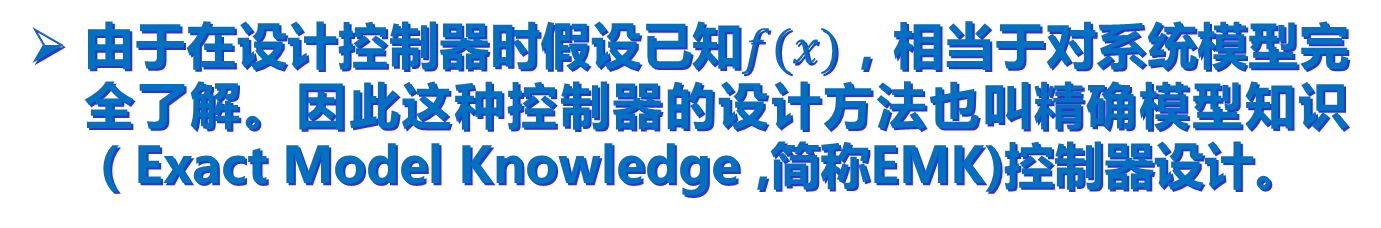 ➢ 由于在设计控制器时假设已知f(x)，相当于对系统模型完
全了解。因此这种控制器的设计方法也叫精确模型知识
（Exact Model Knowledge ,简称EMK)控制器设计。